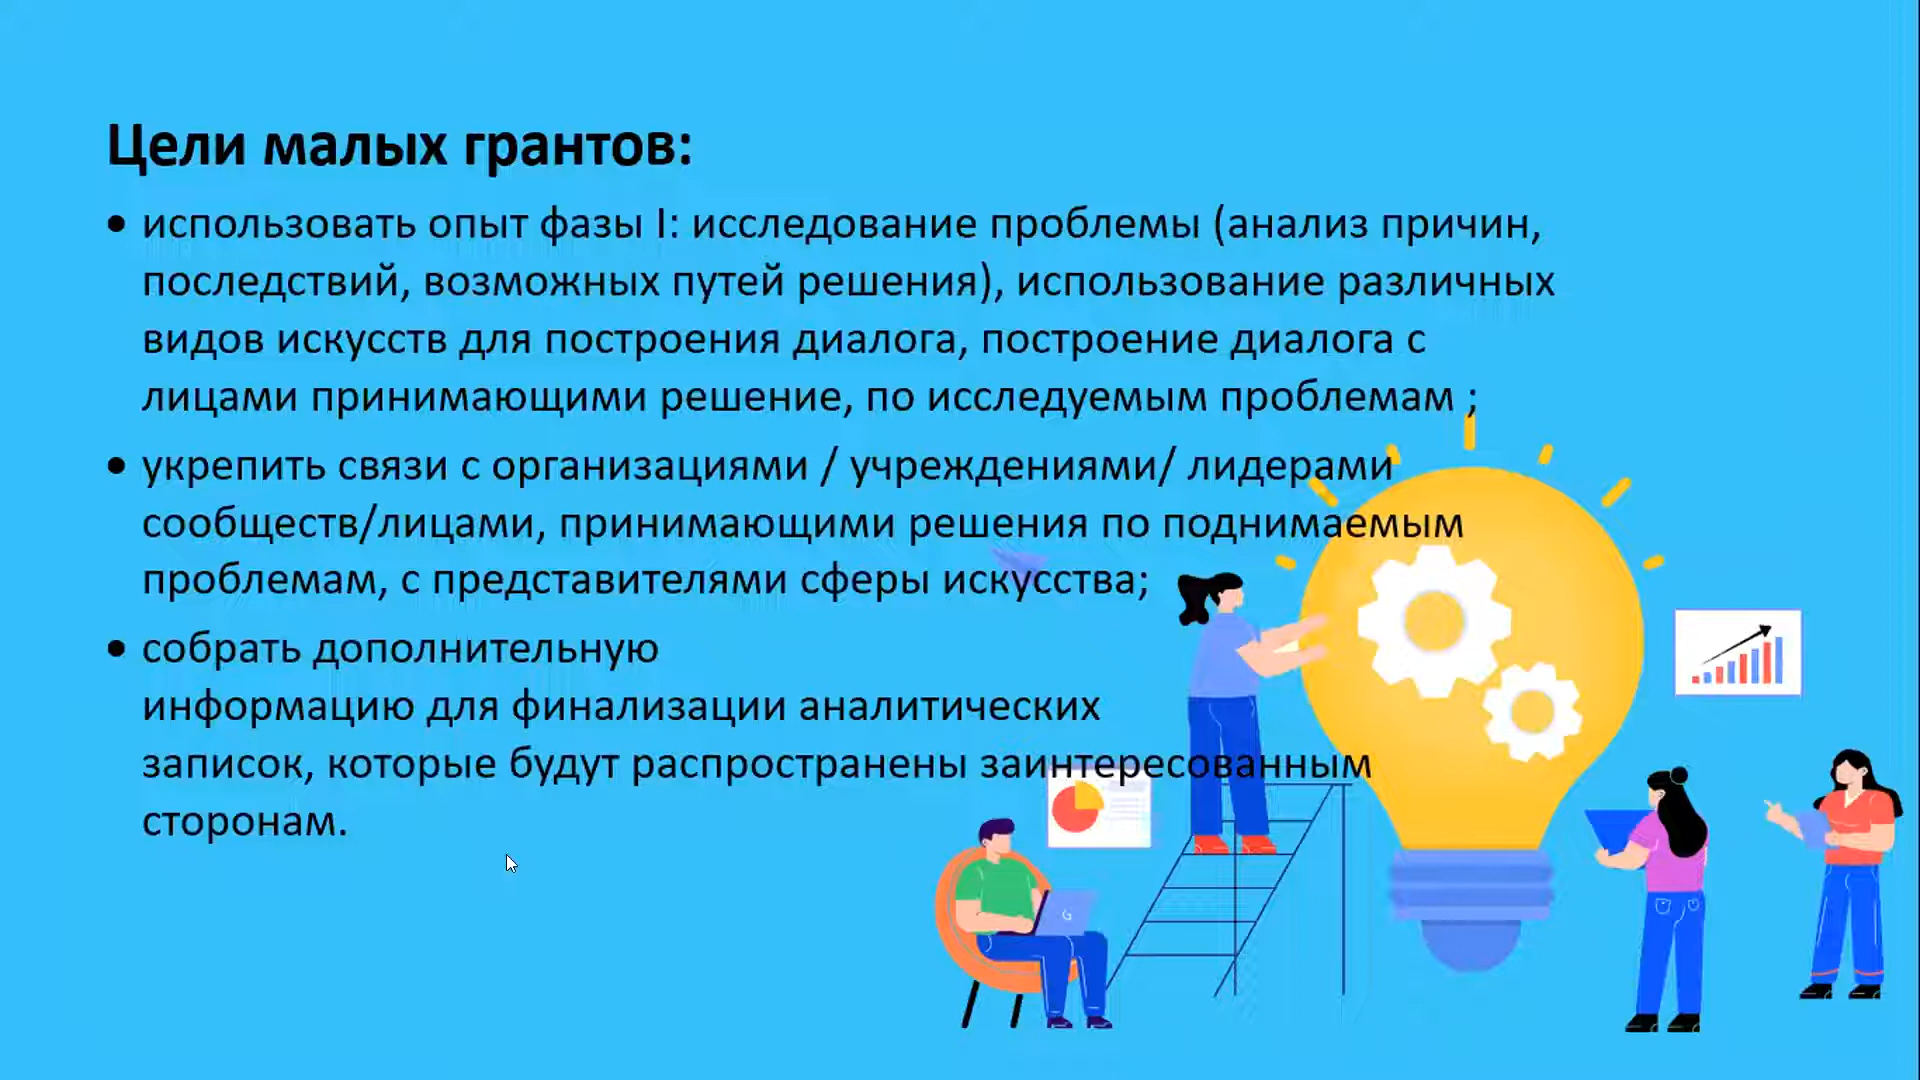 Цели малых грантов:
• использовать опыт фазы I: исследование проблемы (анализ причин,
последствий, возможных путей решения), использование различных
видов искусств для построения диалога, построение диалога с
лицами принимающими решение, по исследуемым проблемам ;
• укрепить связи с организациями / учреждениями/ лидерами
сообществ/лицами, принимающими решения по поднимаемым
проблемам, с представителями сферы искусства;
• собрать дополнительную
информацию для финализации аналитических
записок, которые будут распространены заинтересованным
сторонам.